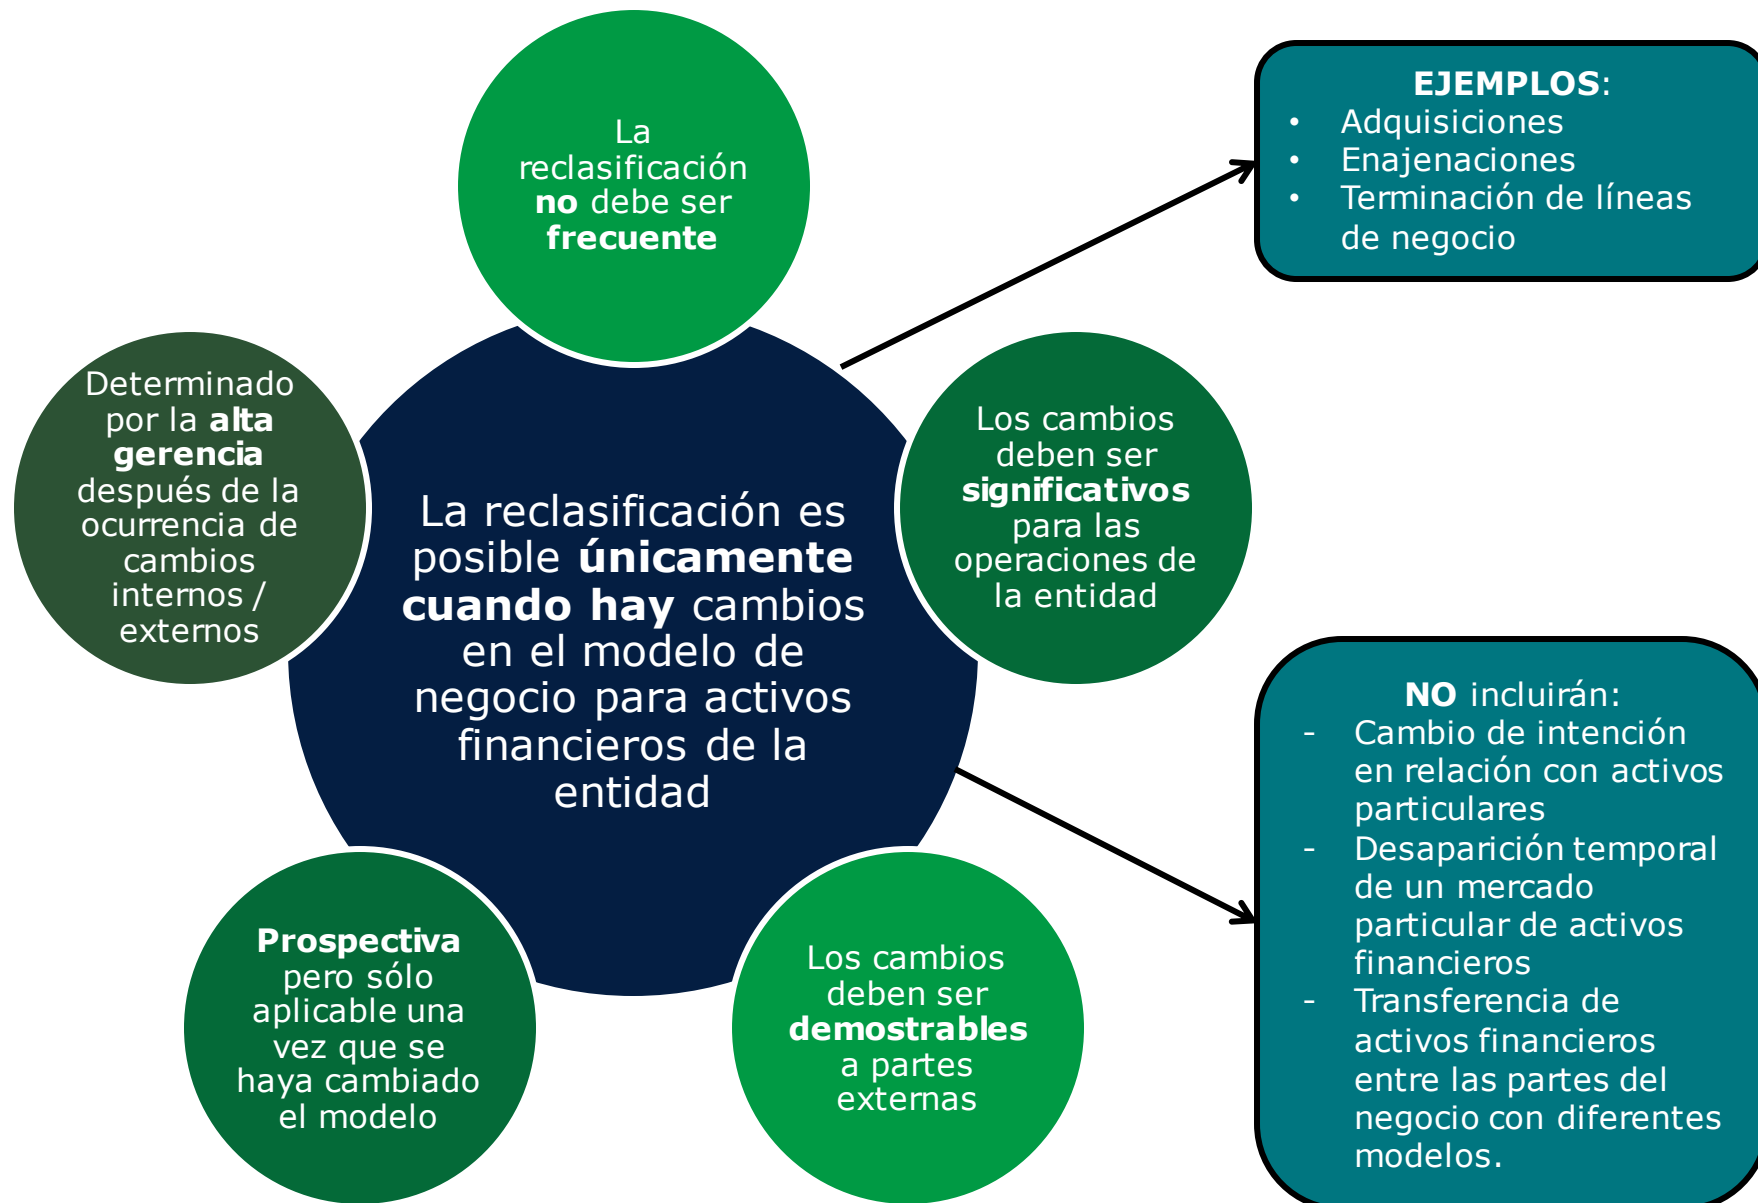 La
reclasificación
no debe ser
frecuente
EJEMPLOS:
• Adquisiciones
• Enajenaciones
• Terminación de líneas
de negocio
Determinado
por la alta
gerencia
después de la
ocurrencia de
cambios
internos /
externos
La reclasificación es
posible únicamente
cuando hay cambios
en el modelo de
negocio para activos
financieros de la
entidad
Los cambios
deben ser
significativos
para las
operaciones de
la entidad
Prospectiva
pero sólo
aplicable una
vez que se
haya cambiado
el modelo
Los cambios
deben ser
demostrables
a partes
externas
NO incluirán:
- Cambio de intención
en relación con activos
particulares
- Desaparición temporal
de un mercado
particular de activos
financieros
- Transferencia de
activos financieros
entre las partes del
negocio con diferentes
modelos.